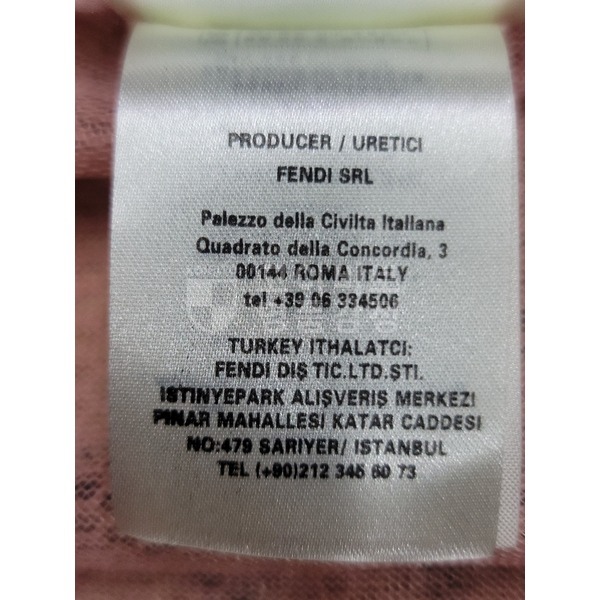 PRODUCER / URETICI
FENDI SRL
Palezzo della Civilta Italiana
Quadrato della Concordia, 3
00144 ROMA ITALY
tel +39 06 334506
TURKEY ITHALATCI:
FENDI DIŞ TIC.LTD.ŞTI.
ISTINYEPARK ALIŞVERIŞ MERKEZI
PINAR MAHALLESI KATAR CADDESI
NO:479 SARIYER/ ISTANBUL
TEL (+90)212 345 60 73